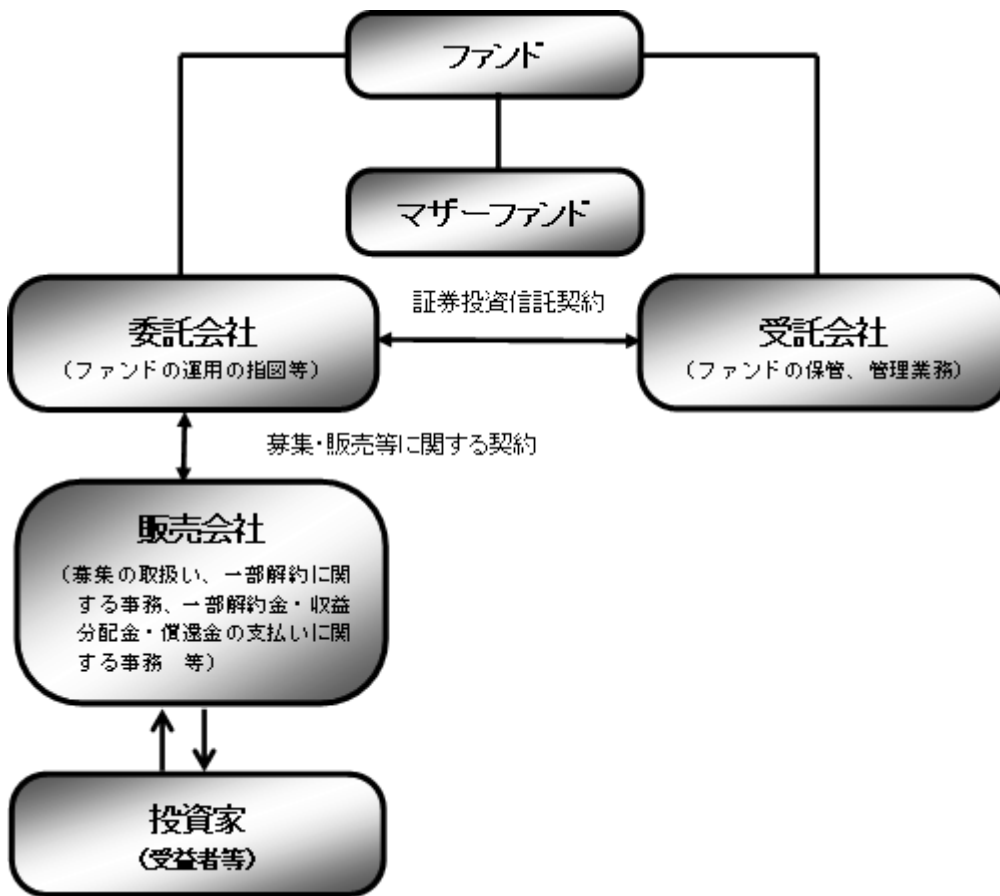 ファンド
マザーファンド
証券投資信託契約
委託会社
（ファンドの運用の指図等）
受託会社
（ファンドの保管、管理業務）
募集・販売等に関する契約
販売会社
（募集の取扱い、一部解約に関
する事務、一部解約金・収益
分配金・償還金の支払いに関
する事務　等）
投資家
（受益者等）